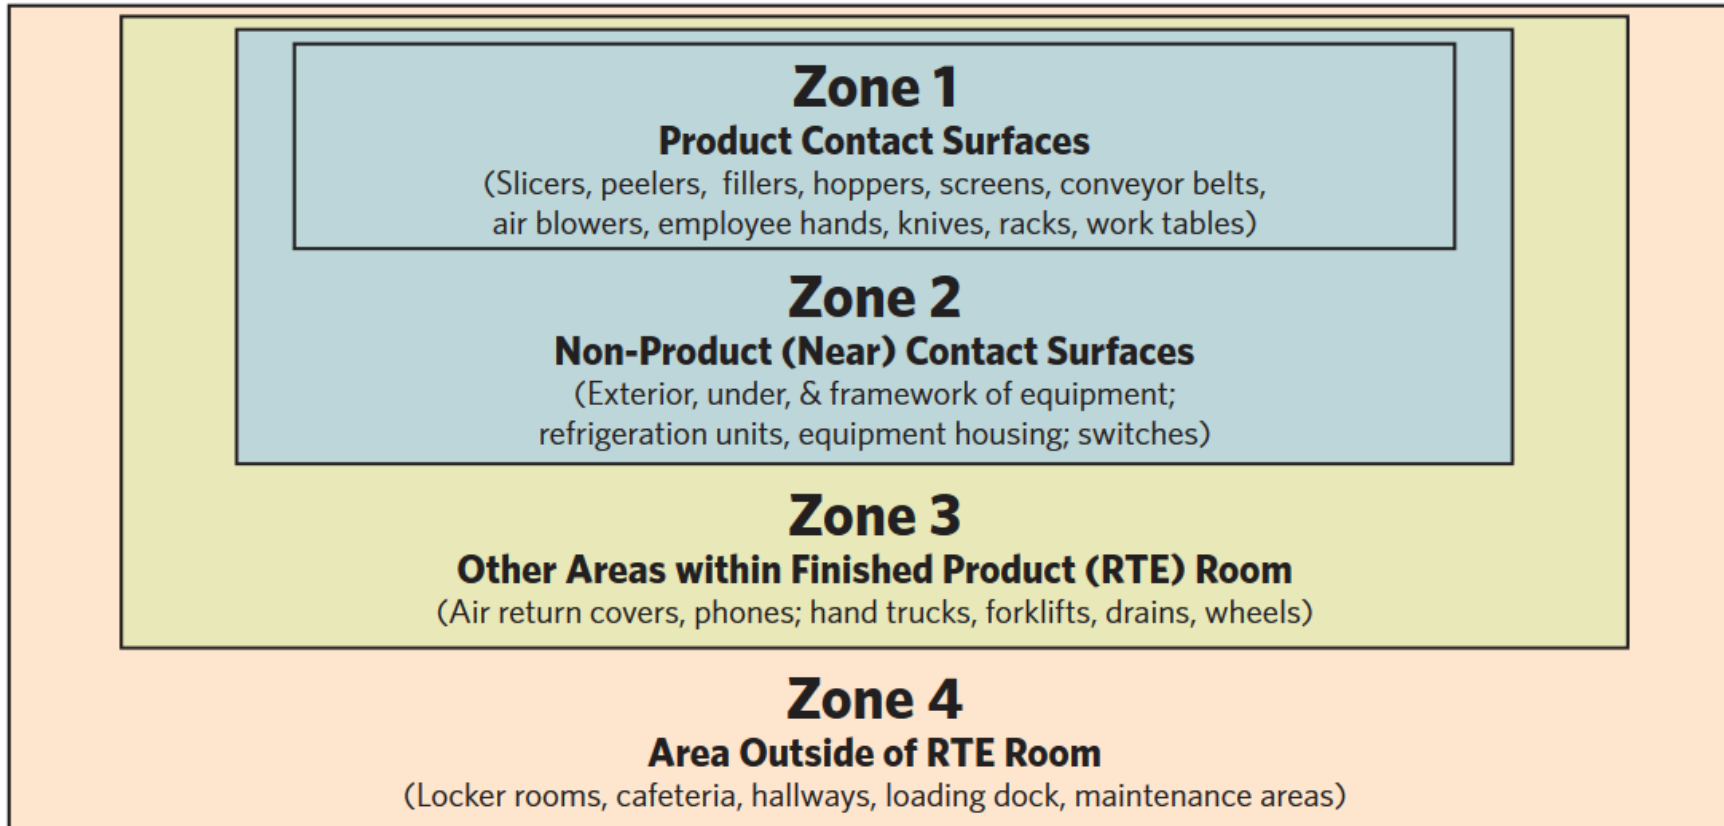 Zone 1
Product Contact Surfaces
(Slicers, peelers, fillers, hoppers, screens, conveyor belts,
air blowers, employee hands, knives, racks, work tables)
Zone 2
Non-Product (Near) Contact Surfaces
(Exterior, under, & framework of equipment;
refrigeration units, equipment housing; switches)
Zone 3
Other Areas within Finished Product (RTE) Room
(Air return covers, phones; hand trucks, forklifts, drains, wheels)
Zone 4
Area Outside of RTE Room
(Locker rooms, cafeteria, hallways, loading dock, maintenance areas)